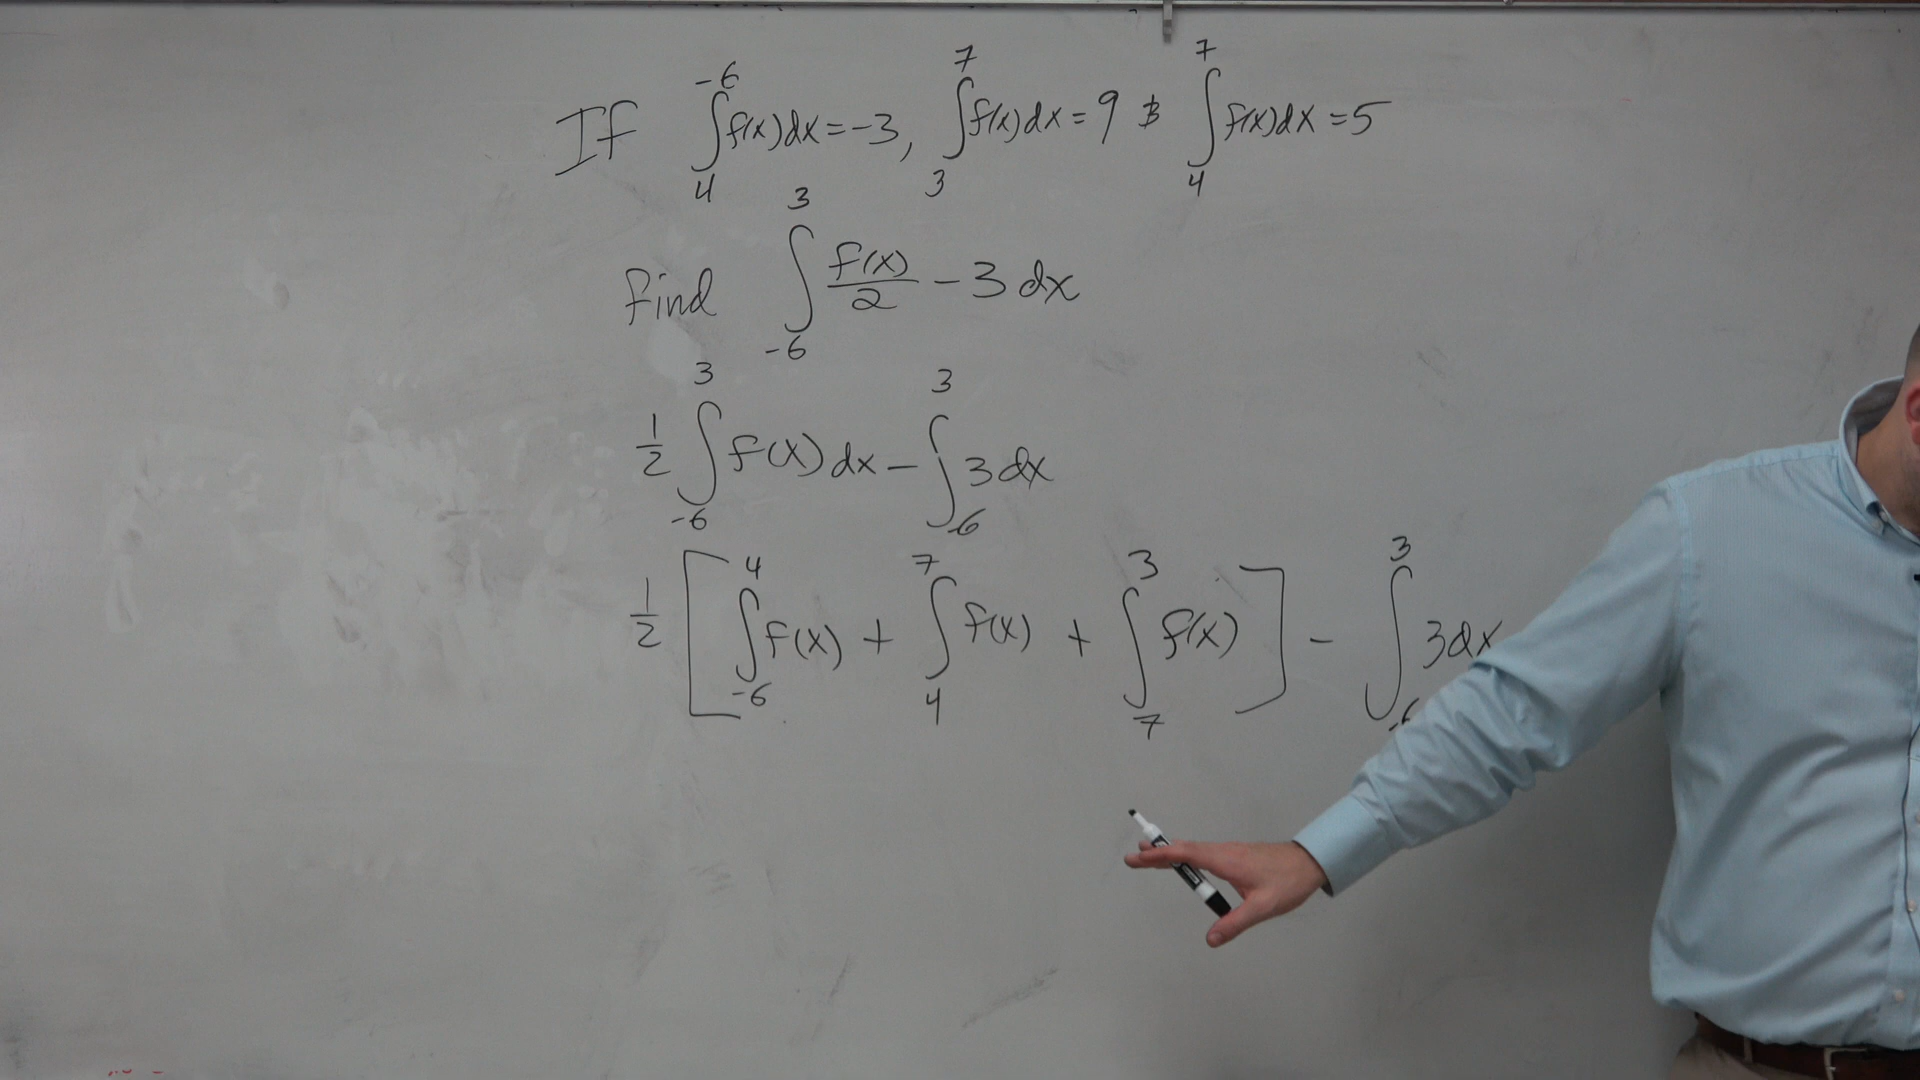 If ∫₄⁻⁶ f(x)dx = -3, ∫₃⁷ f(x)dx = 9 & ∫₄⁷ f(x)dx = 5
find ∫₋₆³ f(x)/2 - 3 dx
1/2 ∫₋₆³ f(x) dx - ∫₋₆³ 3 dx
1/2 [ ∫₋₆⁴ f(x) + ∫₄⁷ f(x) + ∫₇³ f(x) ] - ∫₋₆³ 3dx